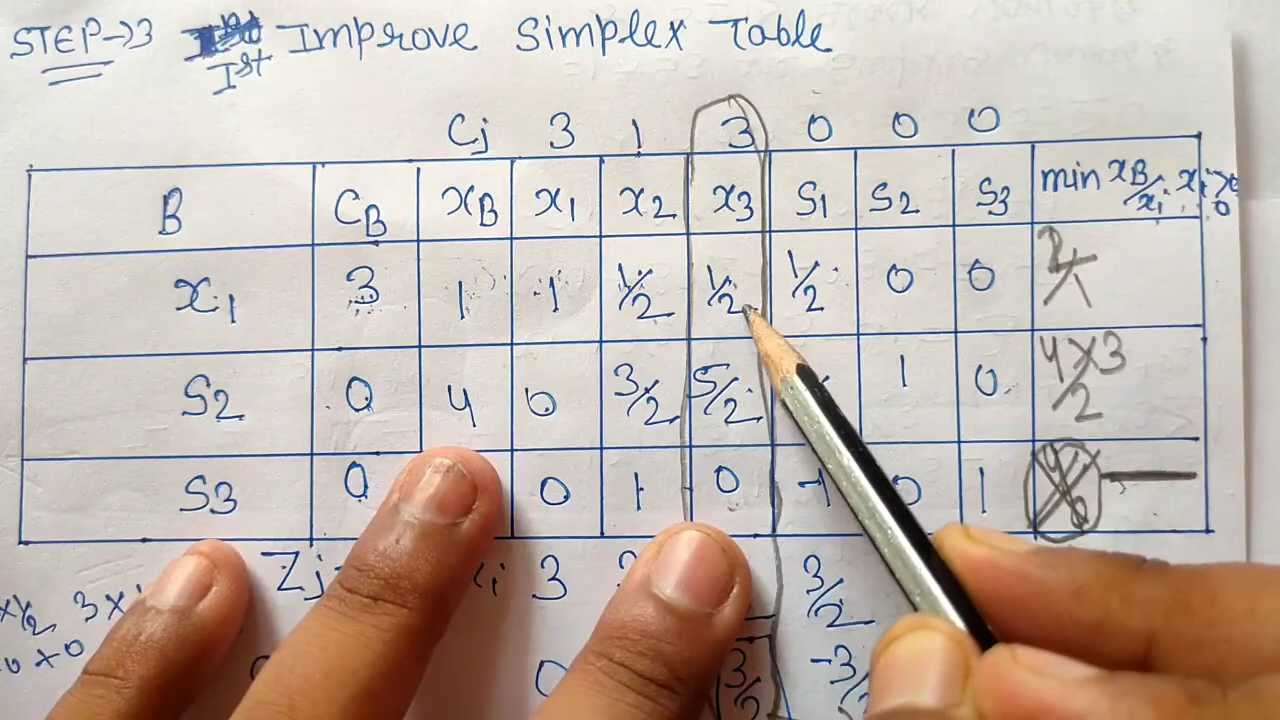 STEP→3 Ist Improve Simplex Table
Cj 3 1 3 0 0 0
B CB xB x1 x2 x3 S1 S2 S3 min xB/xi xi>0
x1 3 1 1 1/2 1/2 1/2 0 0
S2 0 4 0 3/2 5/2 1 0 4×3/2
S3 0 0 1 0 -1 0 1 —
Zj 3 3/2
0 3/2 -3/